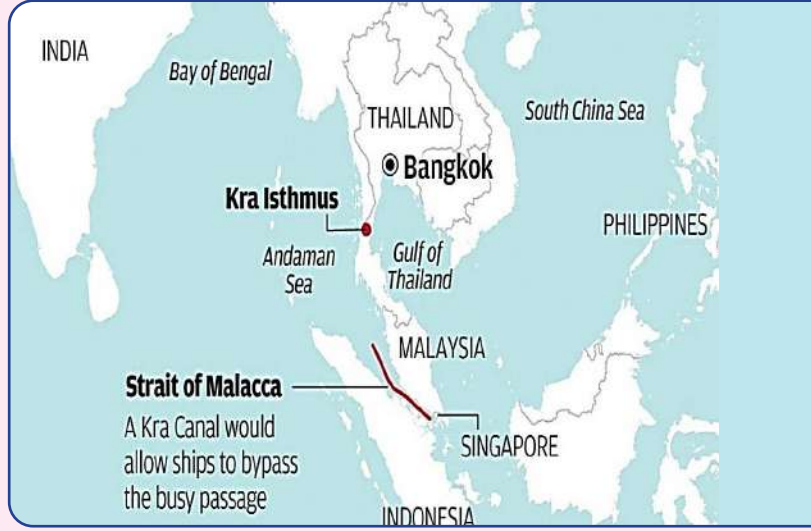 INDIA
Bay of Bengal
THAILAND
South China Sea
Bangkok
Kra Isthmus
PHILIPPINES
Andaman
Sea
Gulf of
Thailand
MALAYSIA
Strait of Malacca
A Kra Canal would
allow ships to bypass
the busy passage
SINGAPORE
INDONESIA